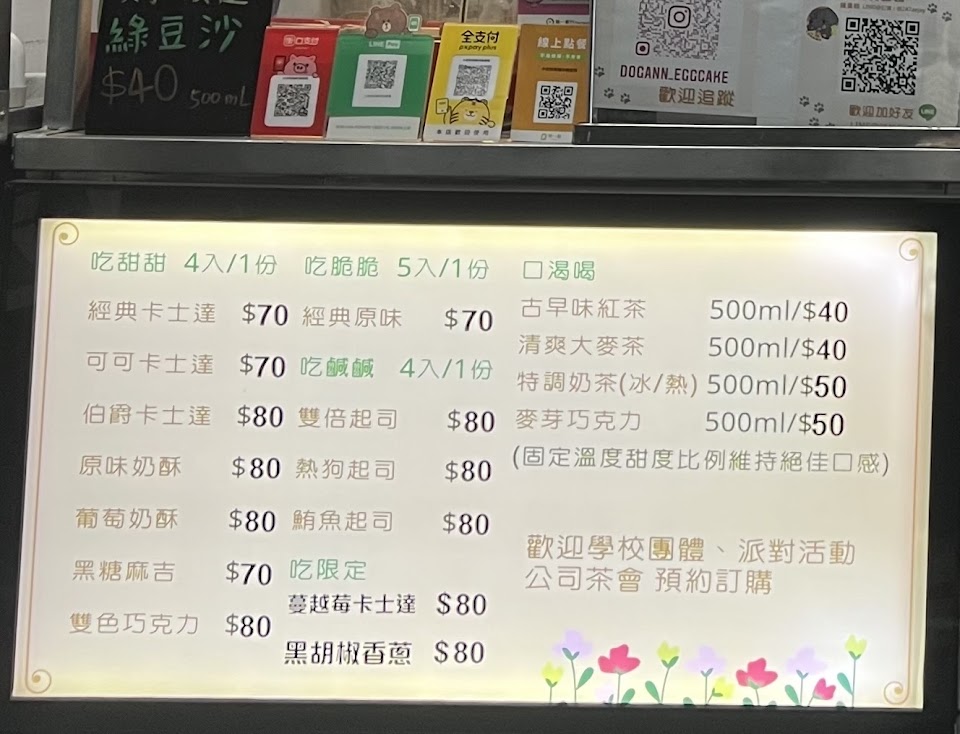 綠豆沙
$40 500mL
LINE Pay
全支付
pxpay plus
本店歡迎使用
線上點餐
DOGANN_EGGCAKE
歡迎追蹤
歡迎加好友
LINE
吃甜甜 4入/1份
經典卡士達 $70
可可卡士達 $70
伯爵卡士達 $80
原味奶酥 $80
葡萄奶酥 $80
黑糖麻吉 $70
雙色巧克力 $80
吃脆脆 5入/1份
經典原味 $70
吃鹹鹹 4入/1份
雙倍起司 $80
熱狗起司 $80
鮪魚起司 $80
吃限定
蔓越莓卡士達 $80
黑胡椒香蔥 $80
口渴喝
古早味紅茶 500ml/$40
清爽大麥茶 500ml/$40
特調奶茶(冰/熱) 500ml/$50
麥芽巧克力 500ml/$50
(固定溫度甜度比例維持絕佳口感)
歡迎學校團體、派對活動
公司茶會 預約訂購